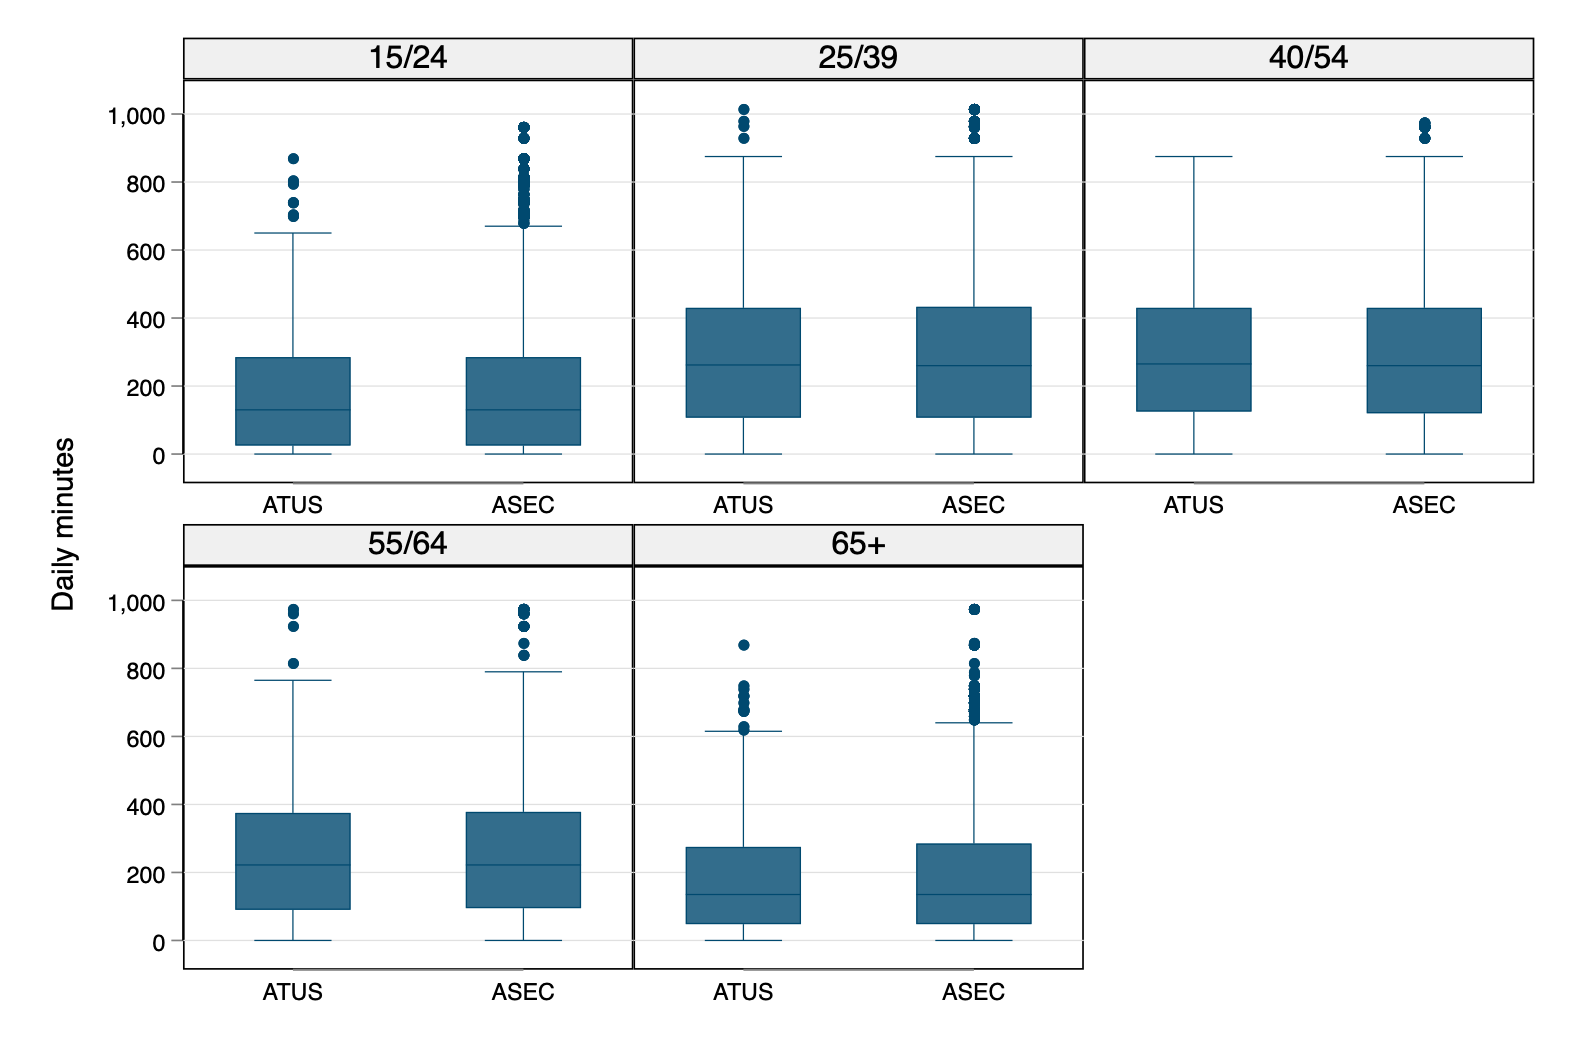 Daily minutes
15/24
25/39
40/54
1,000
800
600
400
200
0
ATUS
ASEC
ATUS
ASEC
ATUS
ASEC
55/64
65+
1,000
800
600
400
200
0
ATUS
ASEC
ATUS
ASEC